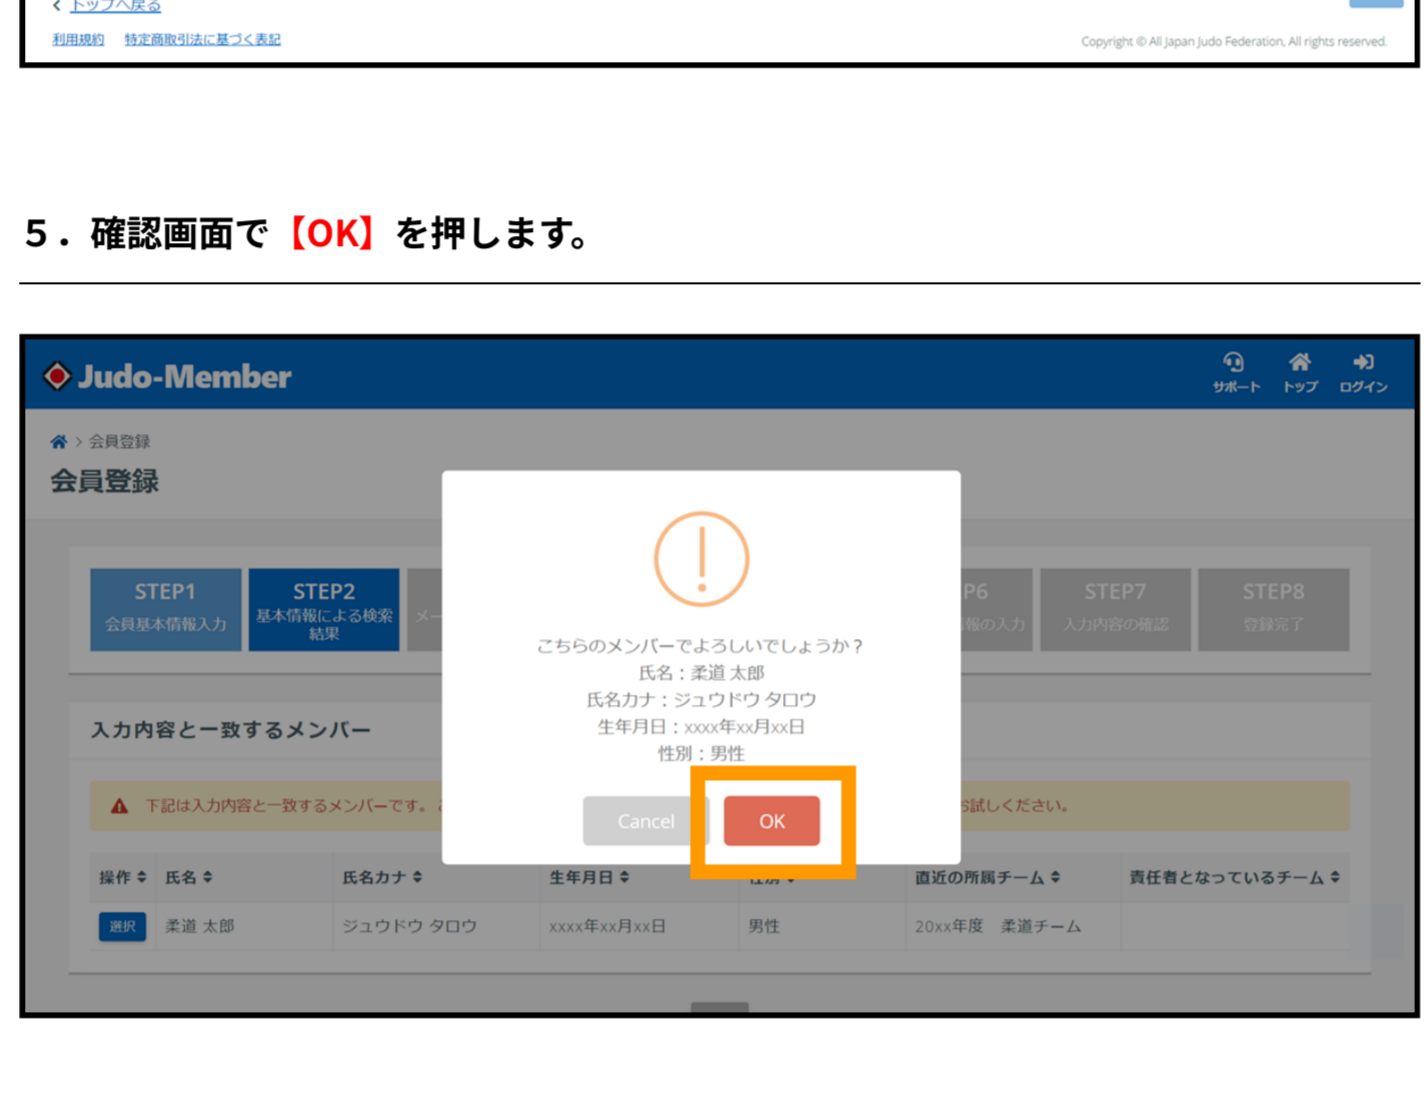 トップへ戻る
利用規約 特定商取引法に基づく表記
Copyright © All Japan Judo Federation, All rights reserved.
５．確認画面で【OK】を押します。
Judo-Member
サポート トップ ログイン
> 会員登録
会員登録
STEP1
会員基本情報入力
STEP2
基本情報による検索
結果
メー
P6
報の入力
STEP7
入力内容の確認
STEP8
登録完了
こちらのメンバーでよろしいでしょうか？
氏名：柔道 太郎
氏名カナ：ジュウドウ タロウ
生年月日：xxxx年xx月xx日
性別：男性
Cancel OK
入力内容と一致するメンバー
下記は入力内容と一致するメンバーです。
お試しください。
操作 氏名 氏名カナ 生年月日 性別 直近の所属チーム 責任者となっているチーム
選択 柔道 太郎 ジュウドウ タロウ xxxx年xx月xx日 男性 20xx年度 柔道チーム